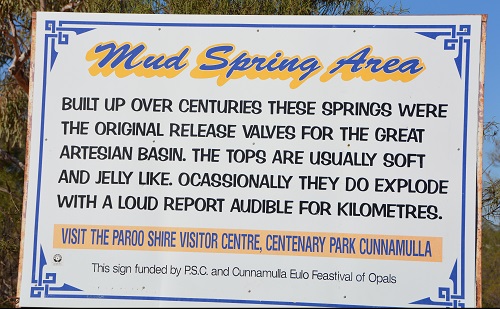 Mud Spring Area
BUILT UP OVER CENTURIES THESE SPRINGS WERE
THE ORIGINAL RELEASE VALVES FOR THE GREAT
ARTESIAN BASIN. THE TOPS ARE USUALLY SOFT
AND JELLY LIKE. OCASSIONALLY THEY DO EXPLODE
WITH A LOUD REPORT AUDIBLE FOR KILOMETRES.
VISIT THE PAROO SHIRE VISITOR CENTRE, CENTENARY PARK CUNNAMULLA
This sign funded by P.S.C. and Cunnamulla Eulo Feastival of Opals